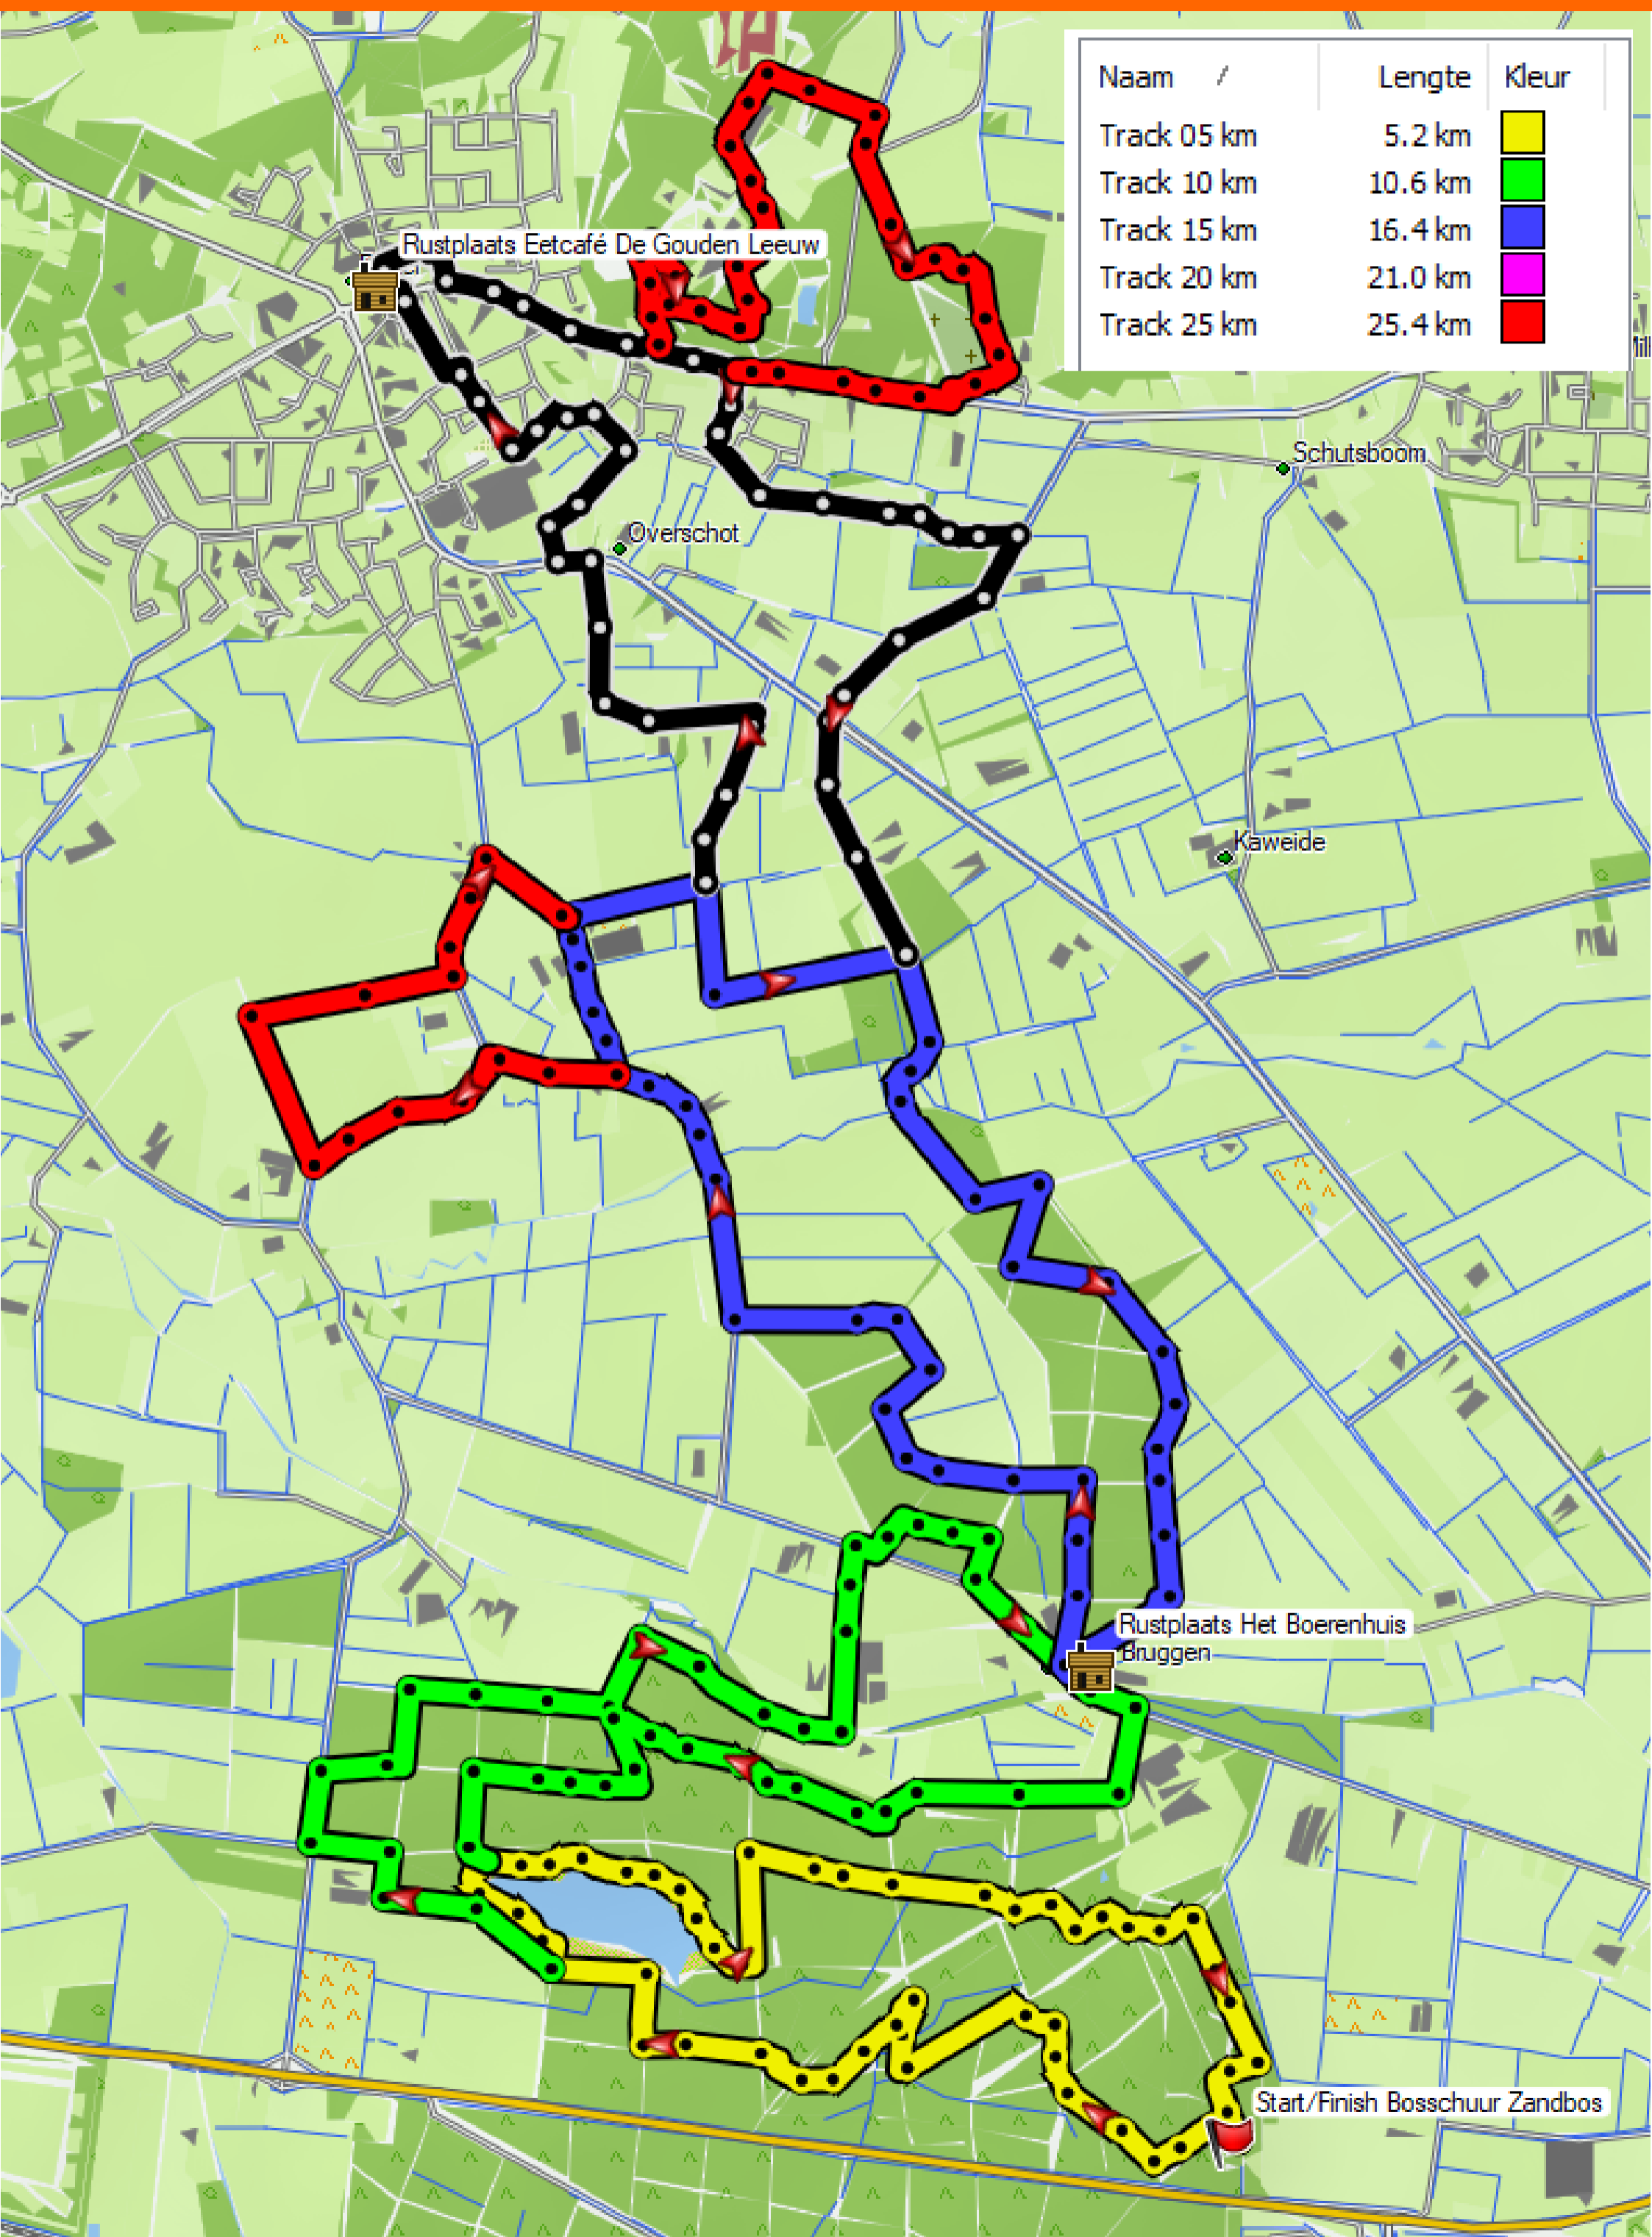 Naam / Lengte Kleur
Track 05 km 5.2 km
Track 10 km 10.6 km
Track 15 km 16.4 km
Track 20 km 21.0 km
Track 25 km 25.4 km
Rustplaats Eetcafé De Gouden Leeuw
Schutsboom
Overschot
Kaweide
Rustplaats Het Boerenhuis
Bruggen
Start/Finish Bosschuur Zandbos